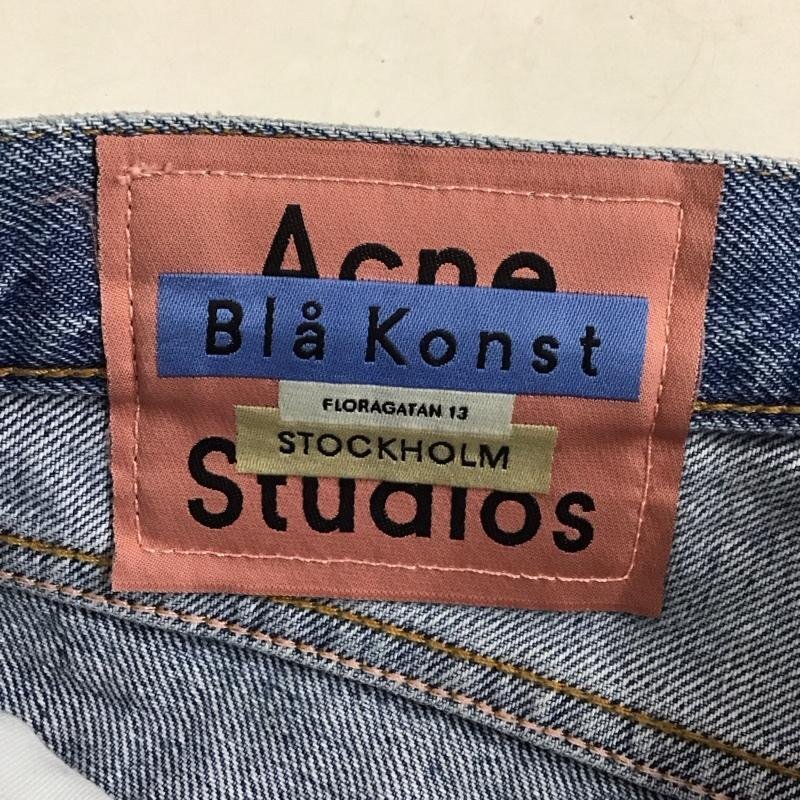 Acne
Blå Konst
FLORAGATAN 13
STOCKHOLM
Studios